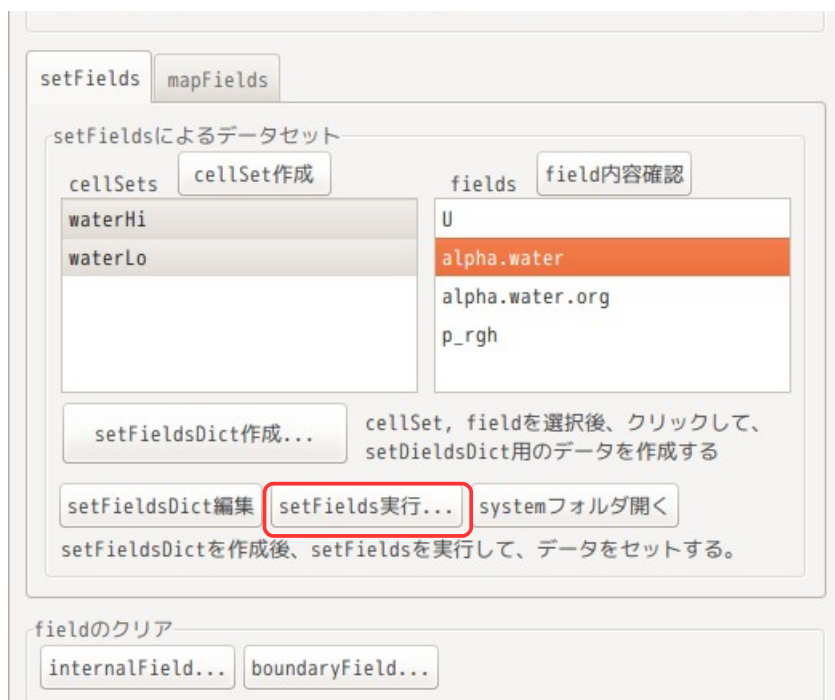 setFields mapFields
setFieldsによるデータセット
cellSets cellSet作成 fields field内容確認
waterHi U
waterLo alpha.water
alpha.water.org
p_rgh
setFieldsDict作成... cellSet, fieldを選択後、クリックして、
setDieldsDict用のデータを作成する
setFieldsDict編集 setFields実行... systemフォルダ開く
setFieldsDictを作成後、setFieldsを実行して、データをセットする。
fieldのクリア
internalField... boundaryField...